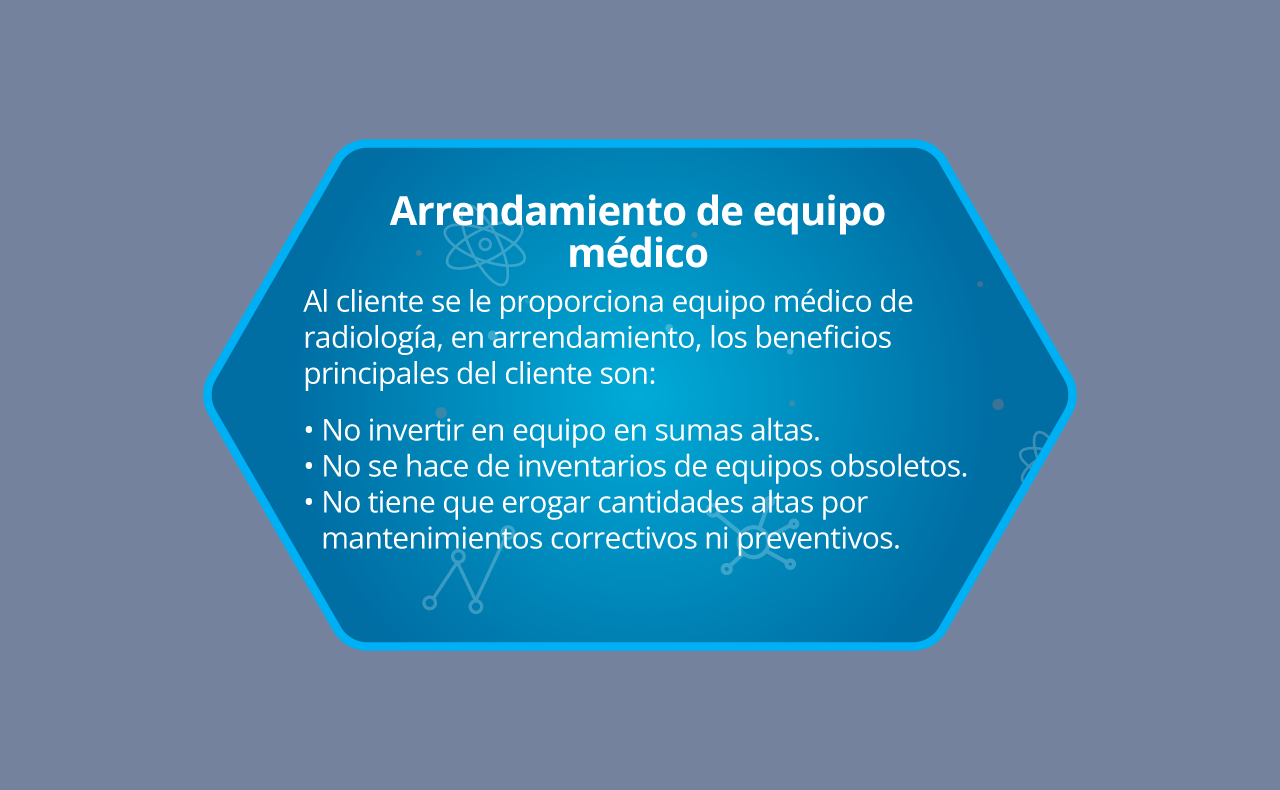 Arrendamiento de equipo
médico
Al cliente se le proporciona equipo médico de
radiología, en arrendamiento, los beneficios
principales del cliente son:
• No invertir en equipo en sumas altas.
• No se hace de inventarios de equipos obsoletos.
• No tiene que erogar cantidades altas por
mantenimientos correctivos ni preventivos.